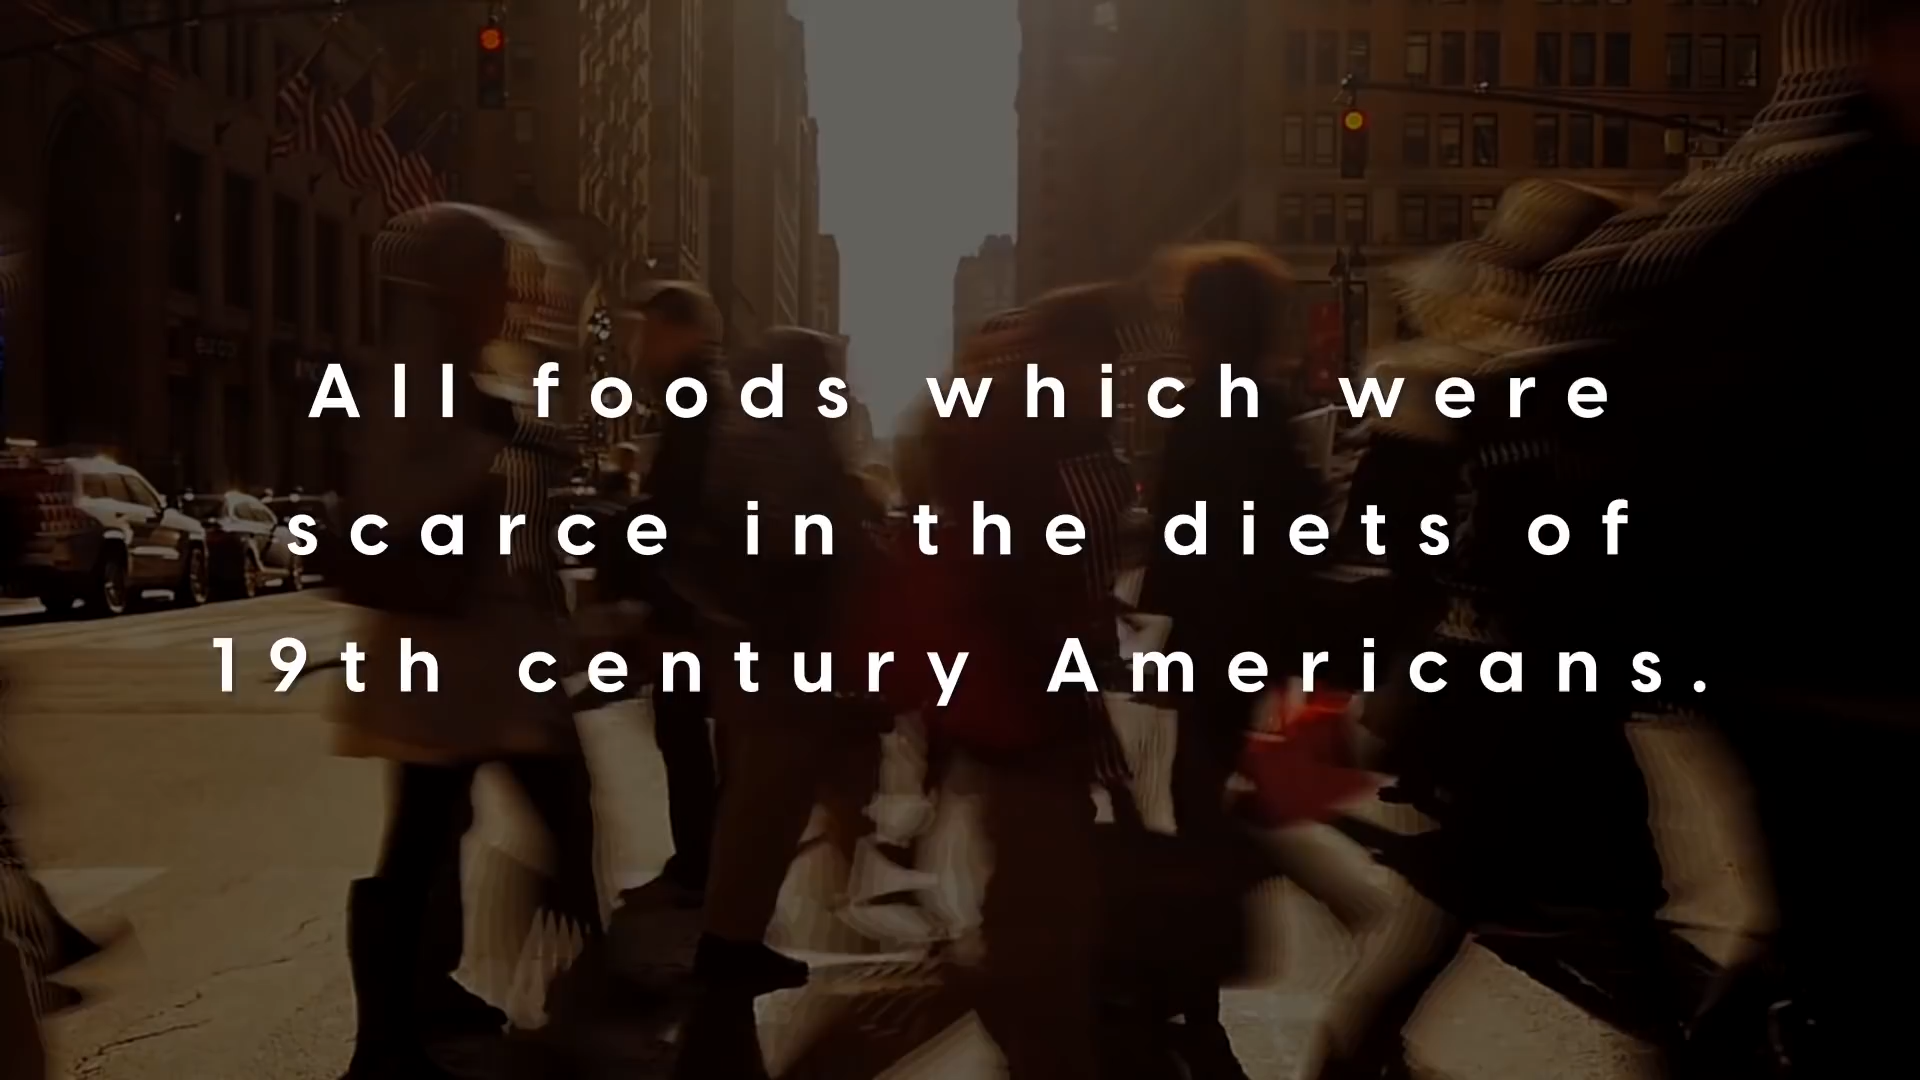 All foods which were
scarce in the diets of
19th century Americans.